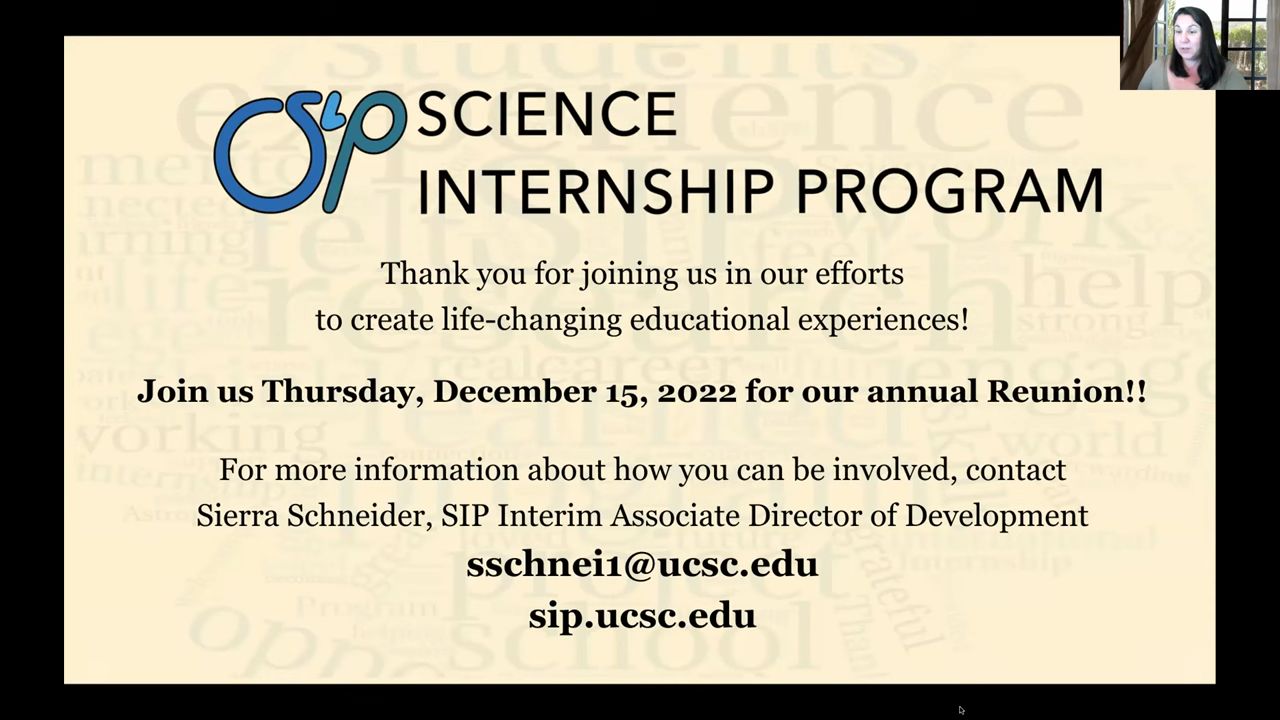 SIP SCIENCE
INTERNSHIP PROGRAM
Thank you for joining us in our efforts
to create life-changing educational experiences!
Join us Thursday, December 15, 2022 for our annual Reunion!!
For more information about how you can be involved, contact
Sierra Schneider, SIP Interim Associate Director of Development
sschnei1@ucsc.edu
sip.ucsc.edu